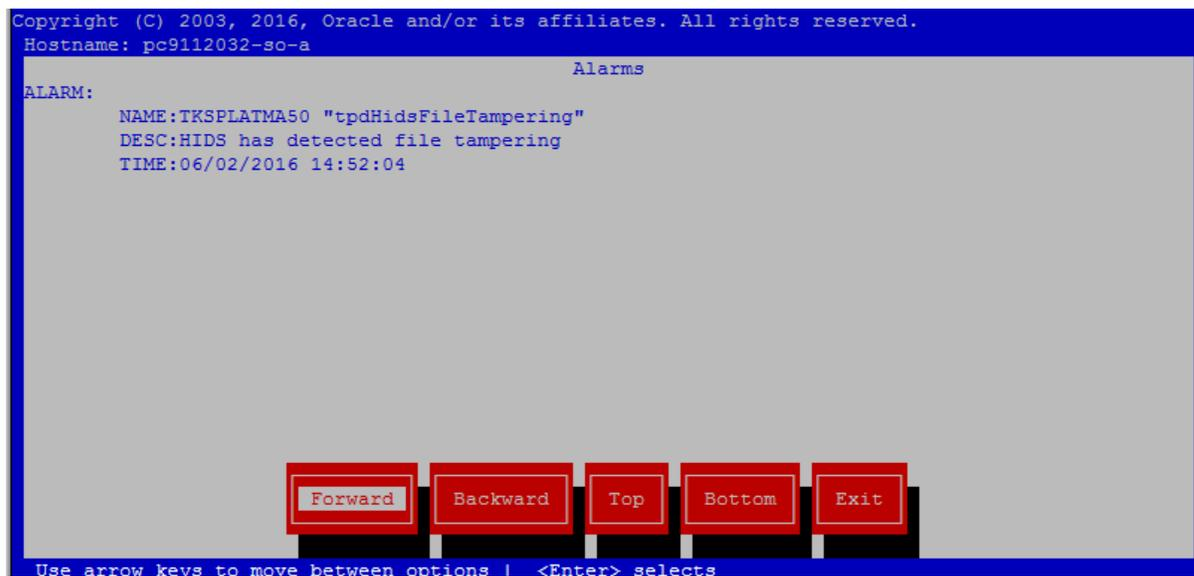 Copyright (C) 2003, 2016, Oracle and/or its affiliates. All rights reserved.
Hostname: pc9112032-so-a
Alarms
ALARM:
NAME:TKSPLATMA50 "tpdHidsFileTampering"
DESC:HIDS has detected file tampering
TIME:06/02/2016 14:52:04
Forward Backward Top Bottom Exit
Use arrow keys to move between options | <Enter> selects